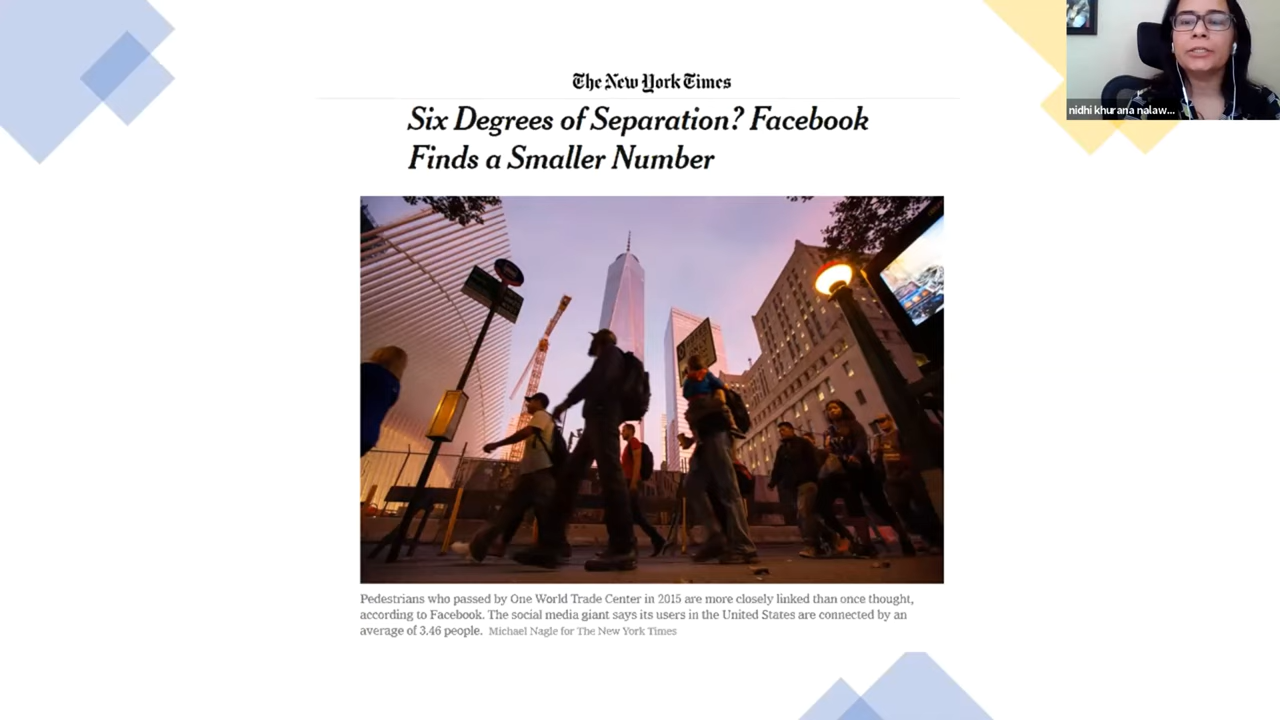 The New York Times
Six Degrees of Separation? Facebook
Finds a Smaller Number
nidhi khurana nalaw...
Pedestrians who passed by One World Trade Center in 2015 are more closely linked than once thought,
according to Facebook. The social media giant says its users in the United States are connected by an
average of 3.46 people. Michael Nagle for The New York Times